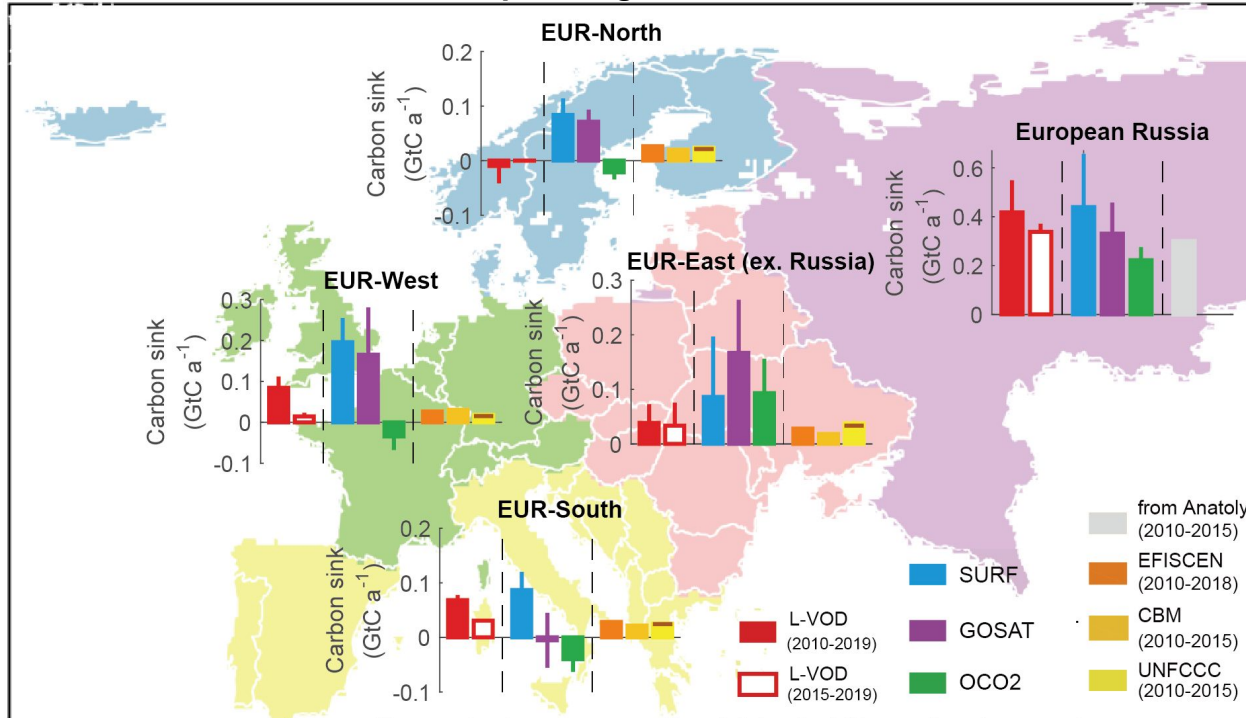 EUR-North
0.2
0.1
0
-0.1
Carbon sink
(GtC a⁻¹)
European Russia
0.6
0.4
0.2
0
Carbon sink
(GtC a⁻¹)
EUR-West
0.3
0.2
0.1
0
-0.1
Carbon sink
(GtC a⁻¹)
EUR-East (ex. Russia)
0.3
0.2
0.1
0
Carbon sink
(GtC a⁻¹)
EUR-South
0.2
0.1
0
-0.1
Carbon sink
(GtC a⁻¹)
L-VOD
(2010-2019)
L-VOD
(2015-2019)
SURF
GOSAT
OCO2
from Anatoly
(2010-2015)
EFISCEN
(2010-2018)
CBM
(2010-2015)
UNFCCC
(2010-2015)